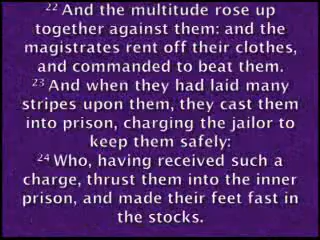 22 And the multitude rose up
together against them: and the
magistrates rent off their clothes,
and commanded to beat them.
23 And when they had laid many
stripes upon them, they cast them
into prison, charging the jailor to
keep them safely:
24 Who, having received such a
charge, thrust them into the inner
prison, and made their feet fast in
the stocks.